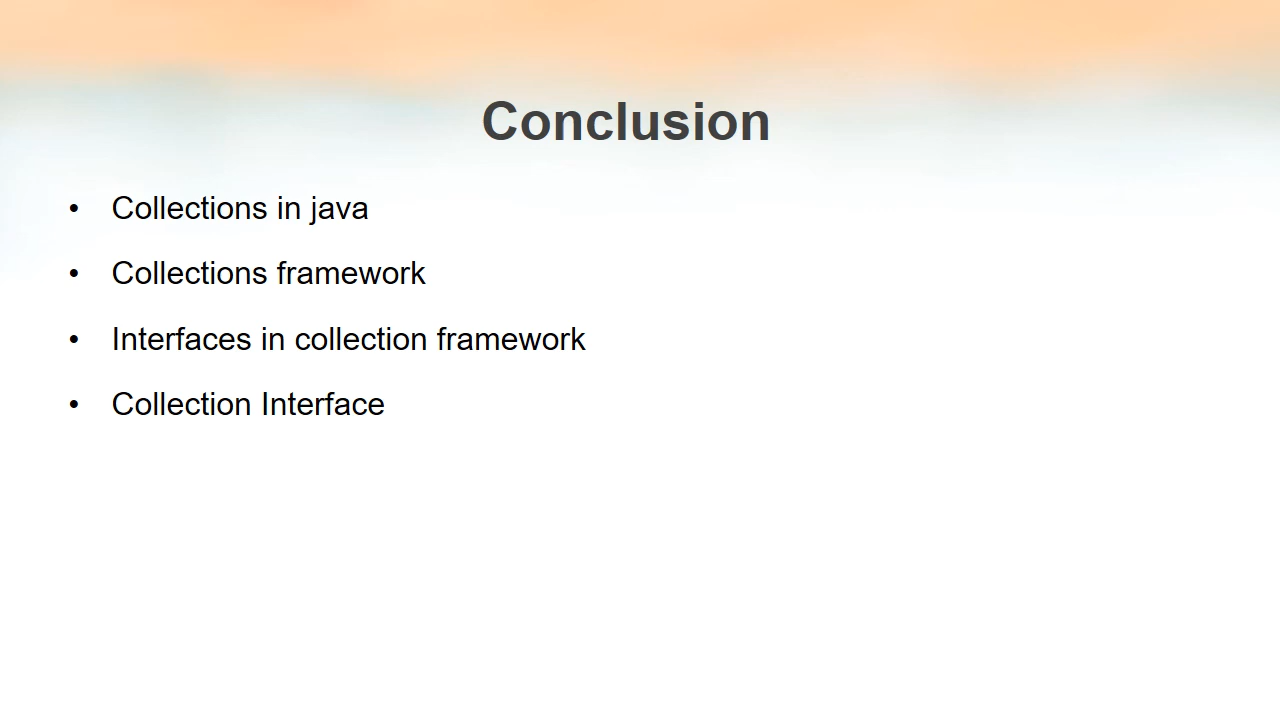 Conclusion
• Collections in java
• Collections framework
• Interfaces in collection framework
• Collection Interface